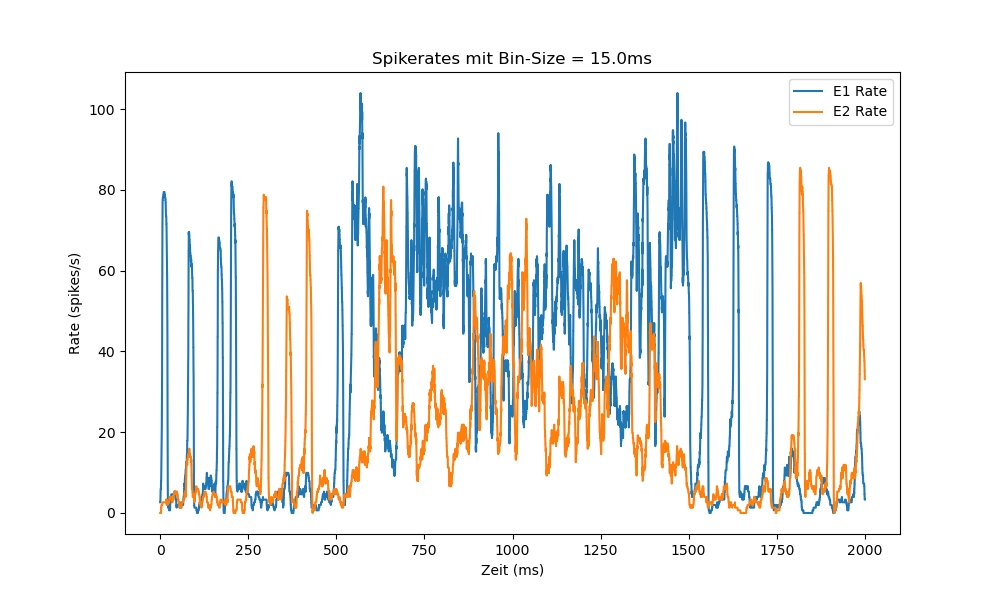 Spikerates mit Bin-Size = 15.0ms
E1 Rate
E2 Rate
100
80
60
40
20
0
Rate (spikes/s)
0 250 500 750 1000 1250 1500 1750 2000
Zeit (ms)